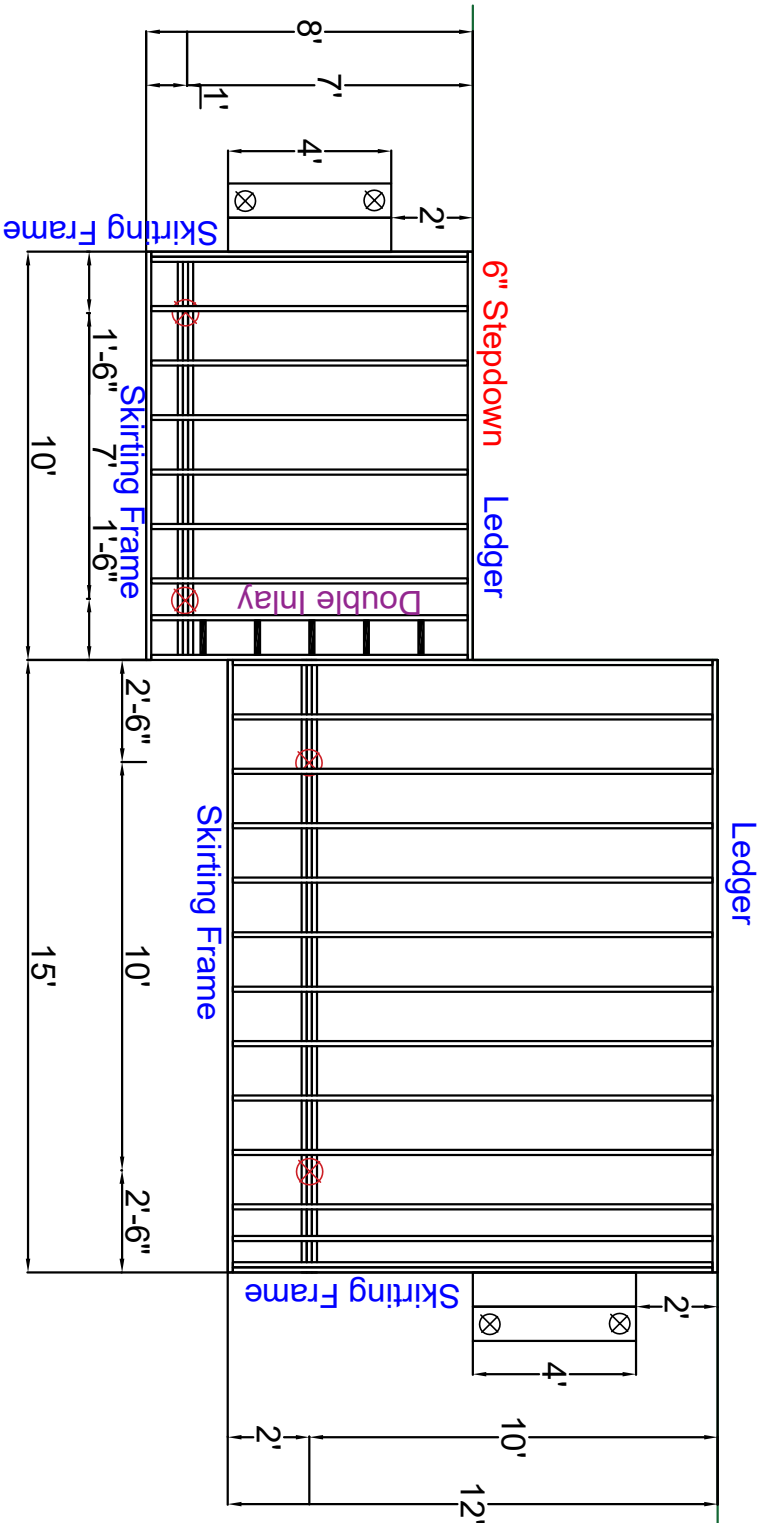 8'
7'
1'
4'
2'
Skirting Frame
6" Stepdown
Ledger
1'-6"
7'
1'-6"
Skirting Frame
10'
Double Inlay
2'-6"
10'
2'-6"
15'
Skirting Frame
Ledger
Skirting Frame
2'
4'
2'
10'
12'